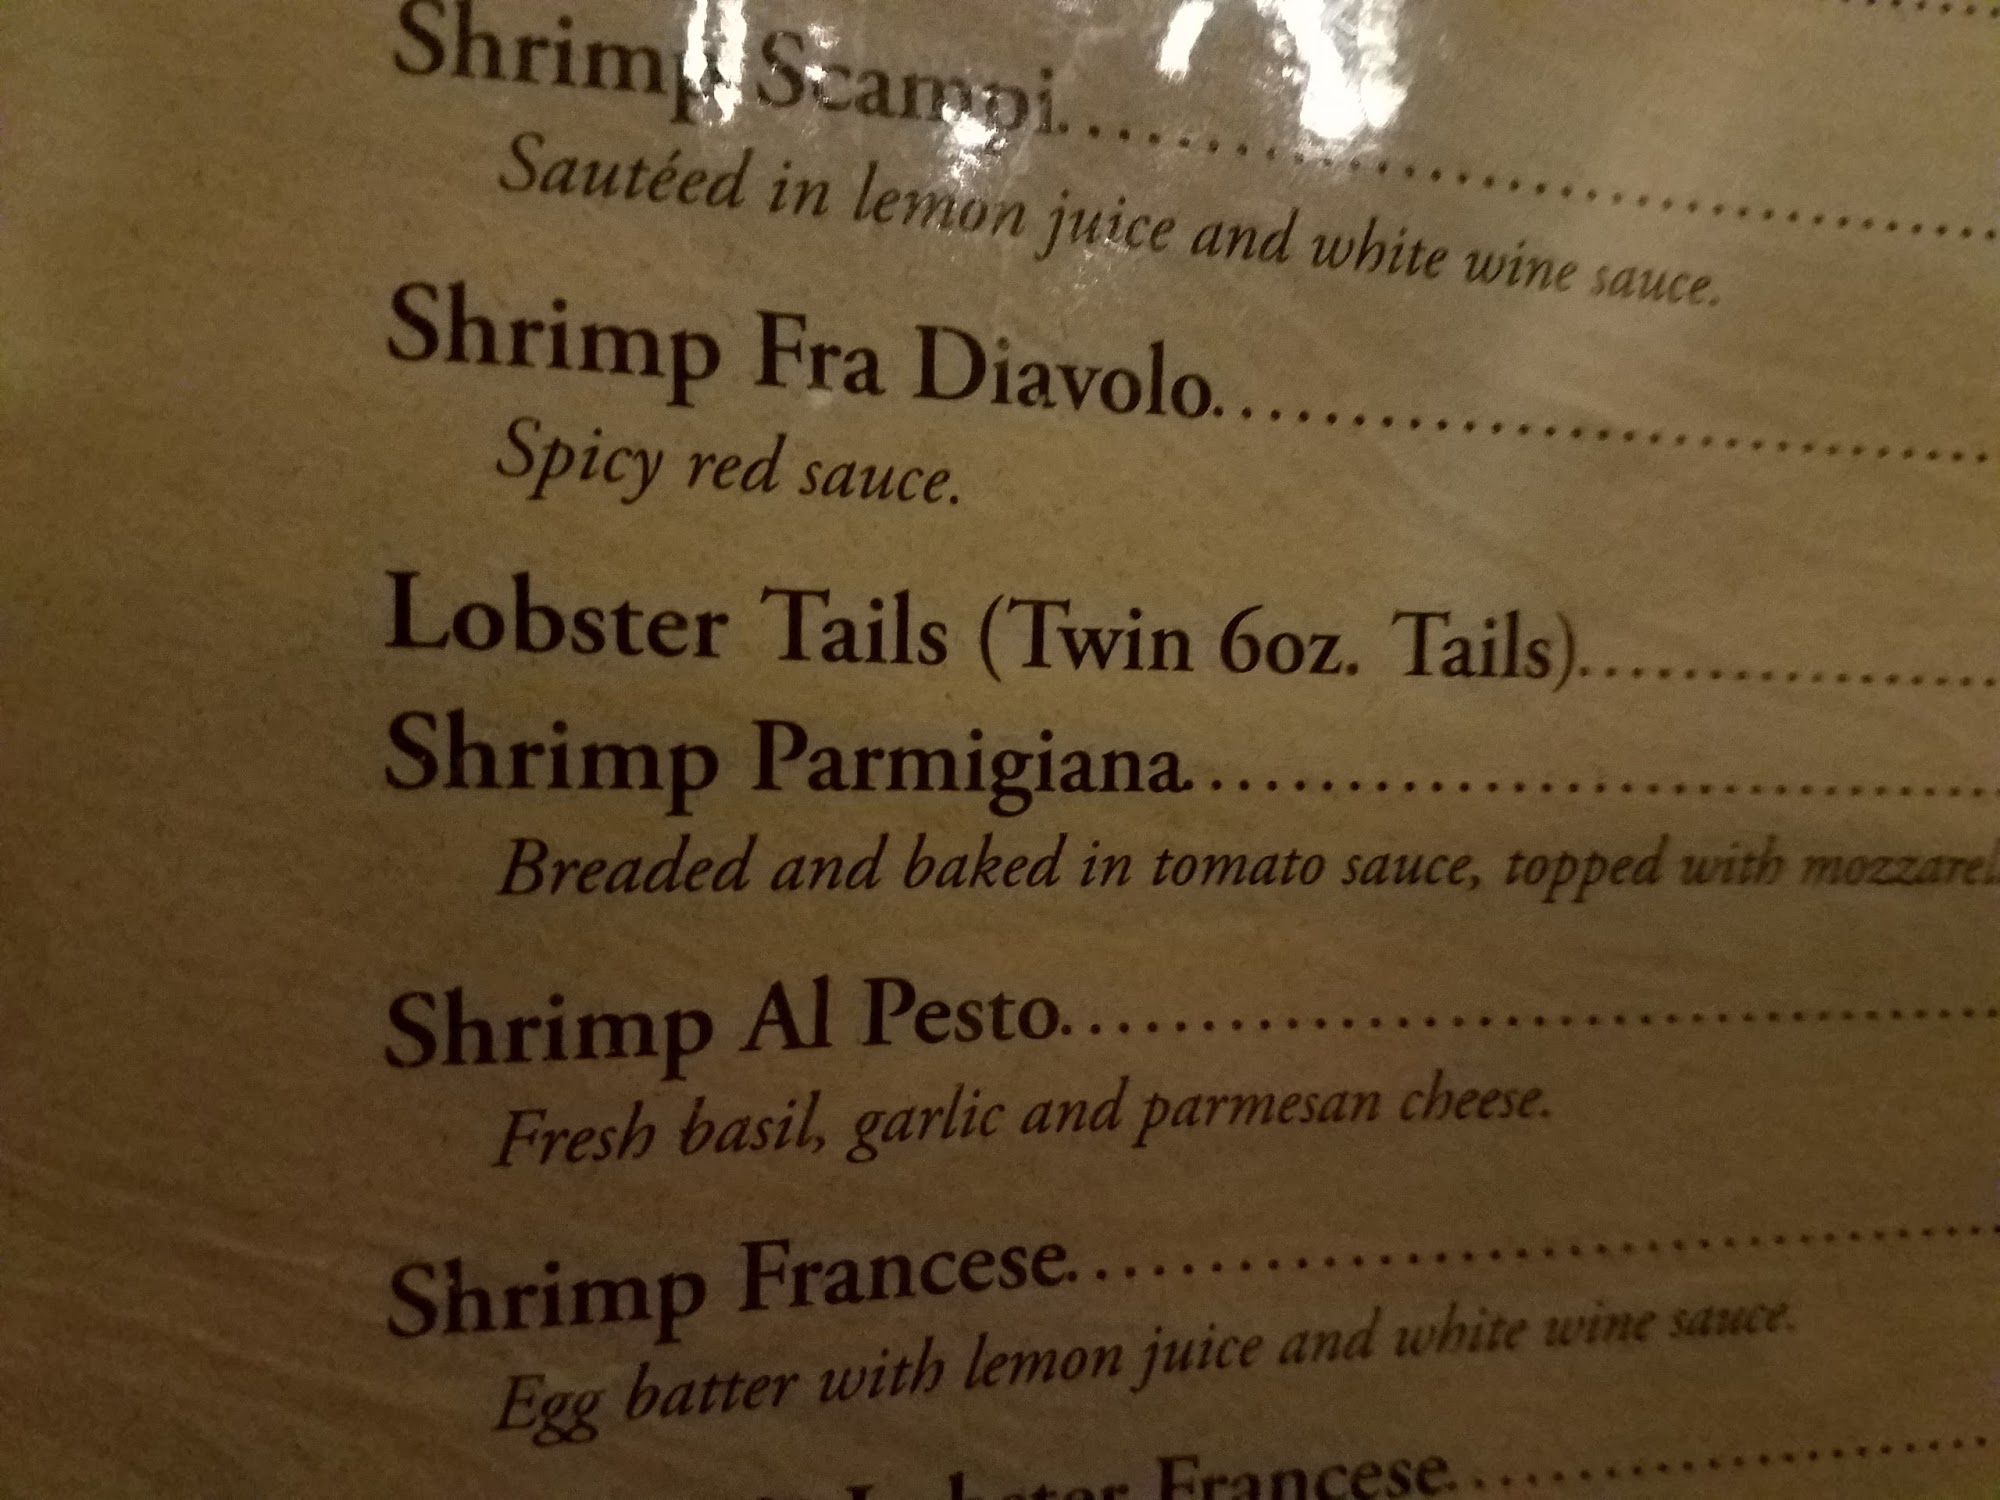 Shrimp Scampi
Sautéed in lemon juice and white wine sauce.
Shrimp Fra Diavolo
Spicy red sauce.
Lobster Tails (Twin 6oz. Tails)
Shrimp Parmigiana
Breaded and baked in tomato sauce, topped with mozzarel
Shrimp Al Pesto
Fresh basil, garlic and parmesan cheese.
Shrimp Francese
Egg batter with lemon juice and white wine sauce.
Lobster Francese